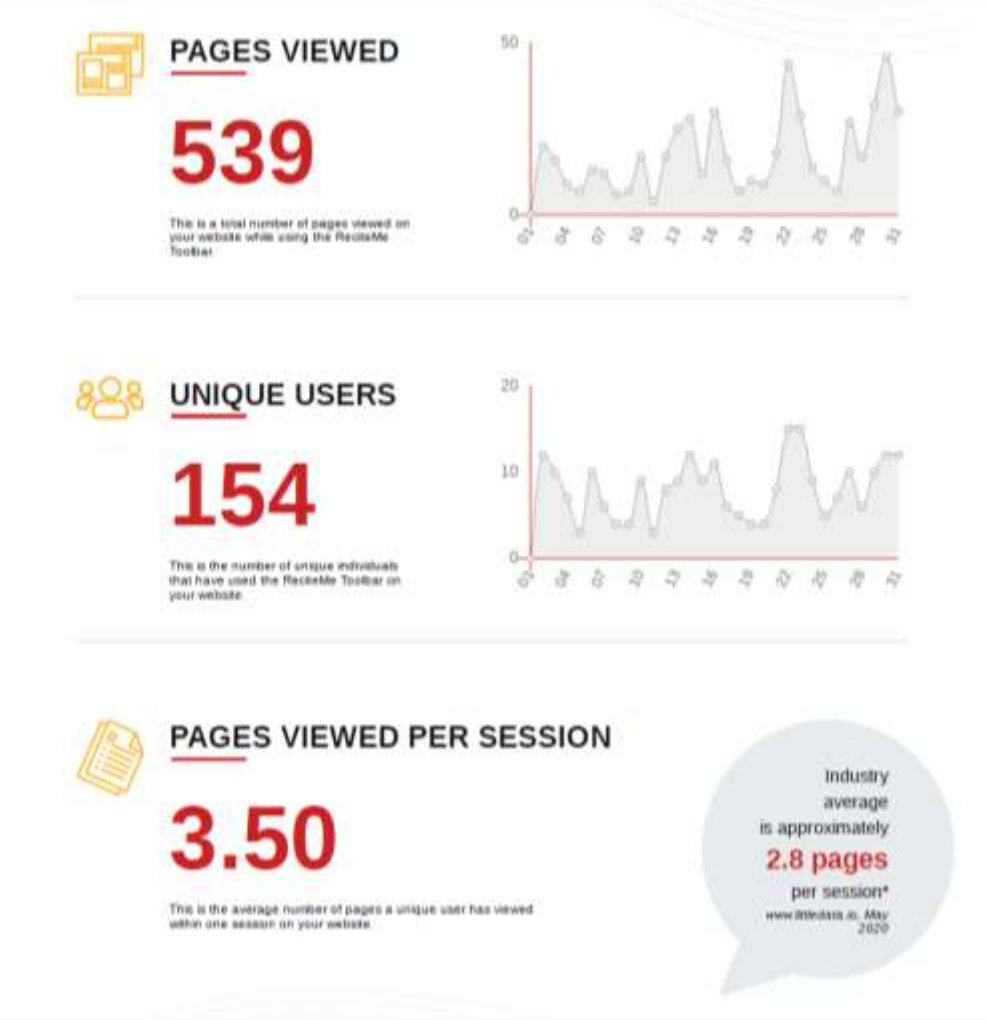 PAGES VIEWED
539
This is a total number of pages viewed on
your website while using the ReciteMe
Toolbar
50
0
01 04 07 10 13 16 19 22 25 28 31
UNIQUE USERS
154
This is the number of unique individuals
that have used the ReciteMe Toolbar on
your website.
20
10
0
01 04 07 10 13 16 19 22 25 28 31
PAGES VIEWED PER SESSION
3.50
This is the average number of pages a unique user has viewed
within one session on your website.
Industry
average
is approximately
2.8 pages
per session*
www.littledata.io, May
2020